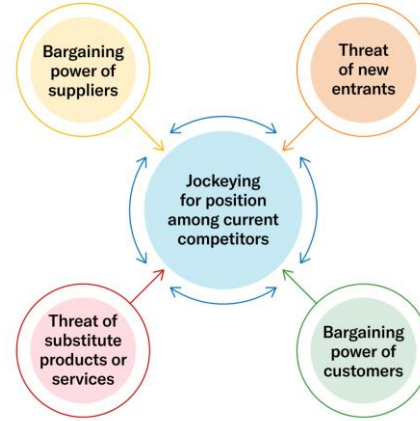 Bargaining
power of
suppliers
Threat
of new
entrants
Jockeying
for position
among current
competitors
Threat of
substitute
products or
services
Bargaining
power of
customers